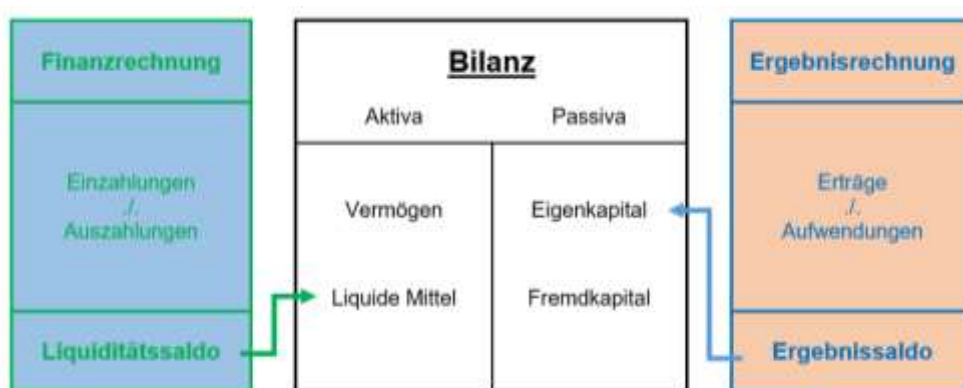 Finanzrechnung
Einzahlungen
./.
Auszahlungen
Liquiditätssaldo
Bilanz
Aktiva Passiva
Vermögen Eigenkapital
Liquide Mittel Fremdkapital
Ergebnisrechnung
Erträge
./.
Aufwendungen
Ergebnissaldo